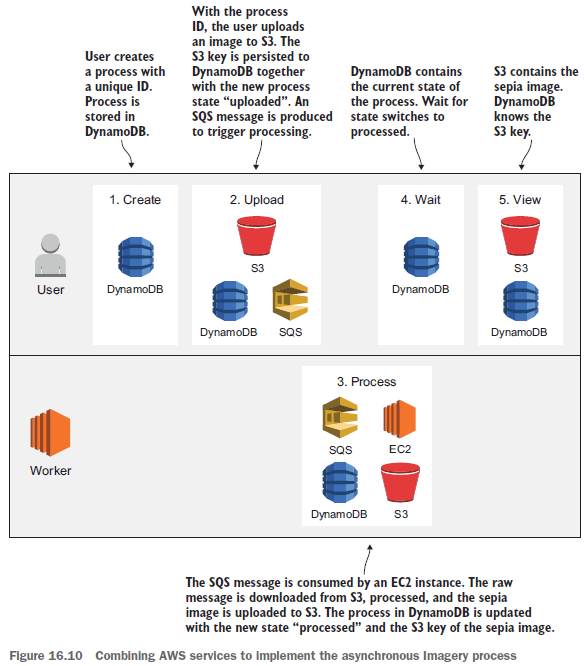 User creates
a process with
a unique ID.
Process is
stored in
DynamoDB.
With the process
ID, the user uploads
an image to S3. The
S3 key is persisted to
DynamoDB together
with the new process
state “uploaded”. An
SQS message is produced
to trigger processing.
DynamoDB contains
the current state of
the process. Wait for
state switches to
processed.
S3 contains the
sepia image.
DynamoDB
knows the
S3 key.
User
1. Create
DynamoDB
2. Upload
S3
DynamoDB
SQS
4. Wait
DynamoDB
5. View
S3
DynamoDB
Worker
3. Process
SQS
EC2
DynamoDB
S3
The SQS message is consumed by an EC2 instance. The raw
message is downloaded from S3, processed, and the sepia
image is uploaded to S3. The process in DynamoDB is updated
with the new state “processed” and the S3 key of the sepia image.
Figure 16.10 Combining AWS services to implement the asynchronous Imagery process